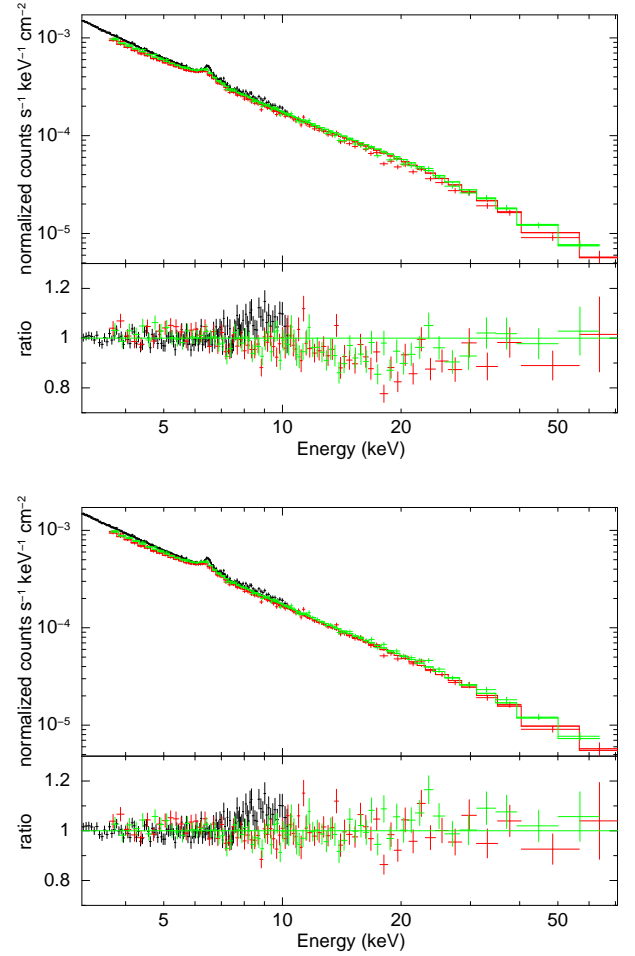 normalized counts s⁻¹ keV⁻¹ cm⁻²
10⁻³
10⁻⁴
10⁻⁵
ratio
1.2
1
0.8
5 10 20 50
Energy (keV)
normalized counts s⁻¹ keV⁻¹ cm⁻²
10⁻³
10⁻⁴
10⁻⁵
ratio
1.2
1
0.8
5 10 20 50
Energy (keV)